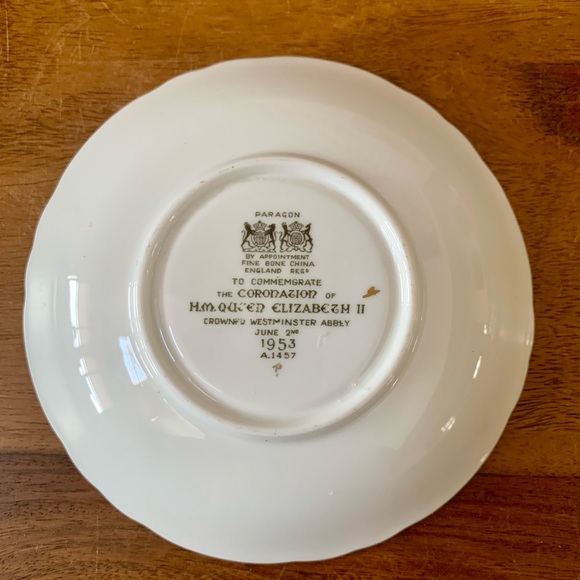 PARAGON
BY APPOINTMENT
FINE BONE CHINA
ENGLAND REGD
TO COMMEMGRATE
THE CORONATION OF
H.M. QUEEN ELIZABETH II
CROWNED WESTMINSTER ABBEY
JUNE 2ND
1953
A.1457